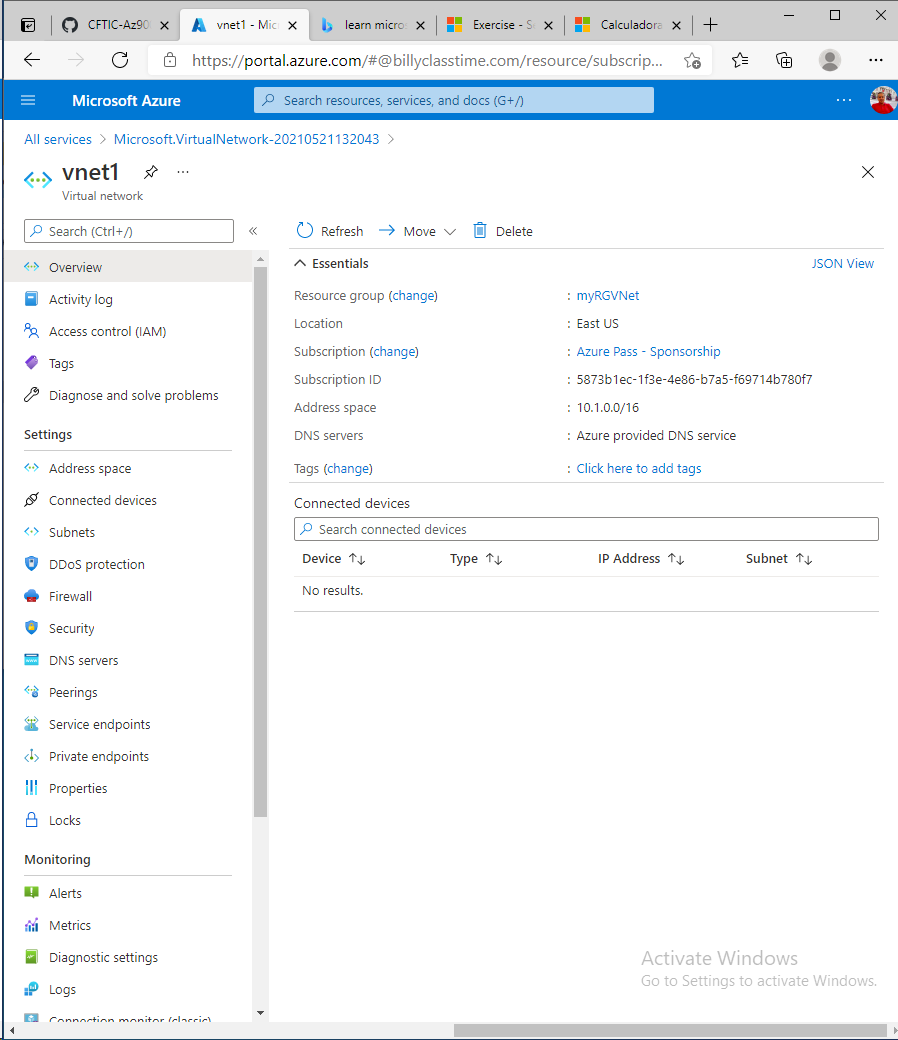 CFTIC-Az90
vnet1 - Mic
learn micros
Exercise - S
Calculadora
https://portal.azure.com/#@billyclasstime.com/resource/subscrip...
Microsoft Azure
Search resources, services, and docs (G+/)
All services > Microsoft.VirtualNetwork-20210521132043 >
vnet1
Virtual network
Search (Ctrl+/)
«
Refresh
Move
Delete
Overview
Activity log
Access control (IAM)
Tags
Diagnose and solve problems
Settings
Address space
Connected devices
Subnets
DDoS protection
Firewall
Security
DNS servers
Peerings
Service endpoints
Private endpoints
Properties
Locks
Monitoring
Alerts
Metrics
Diagnostic settings
Logs
Connection monitor (classic)
Essentials
JSON View
Resource group (change) : myRGVNet
Location : East US
Subscription (change) : Azure Pass - Sponsorship
Subscription ID : 5873b1ec-1f3e-4e86-b7a5-f69714b780f7
Address space : 10.1.0.0/16
DNS servers : Azure provided DNS service
Tags (change) : Click here to add tags
Connected devices
Search connected devices
Device Type IP Address Subnet
No results.
Activate Windows
Go to Settings to activate Windows.